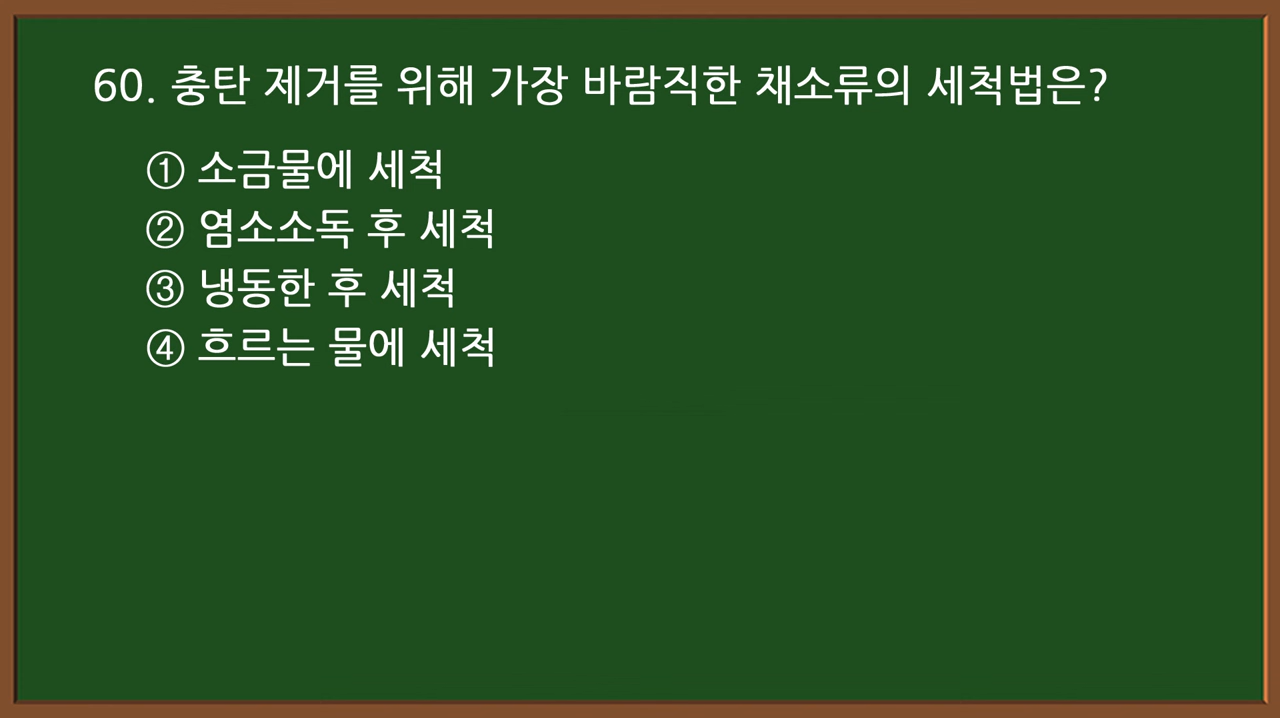 60. 충탄 제거를 위해 가장 바람직한 채소류의 세척법은?
① 소금물에 세척
② 염소소독 후 세척
③ 냉동한 후 세척
④ 흐르는 물에 세척